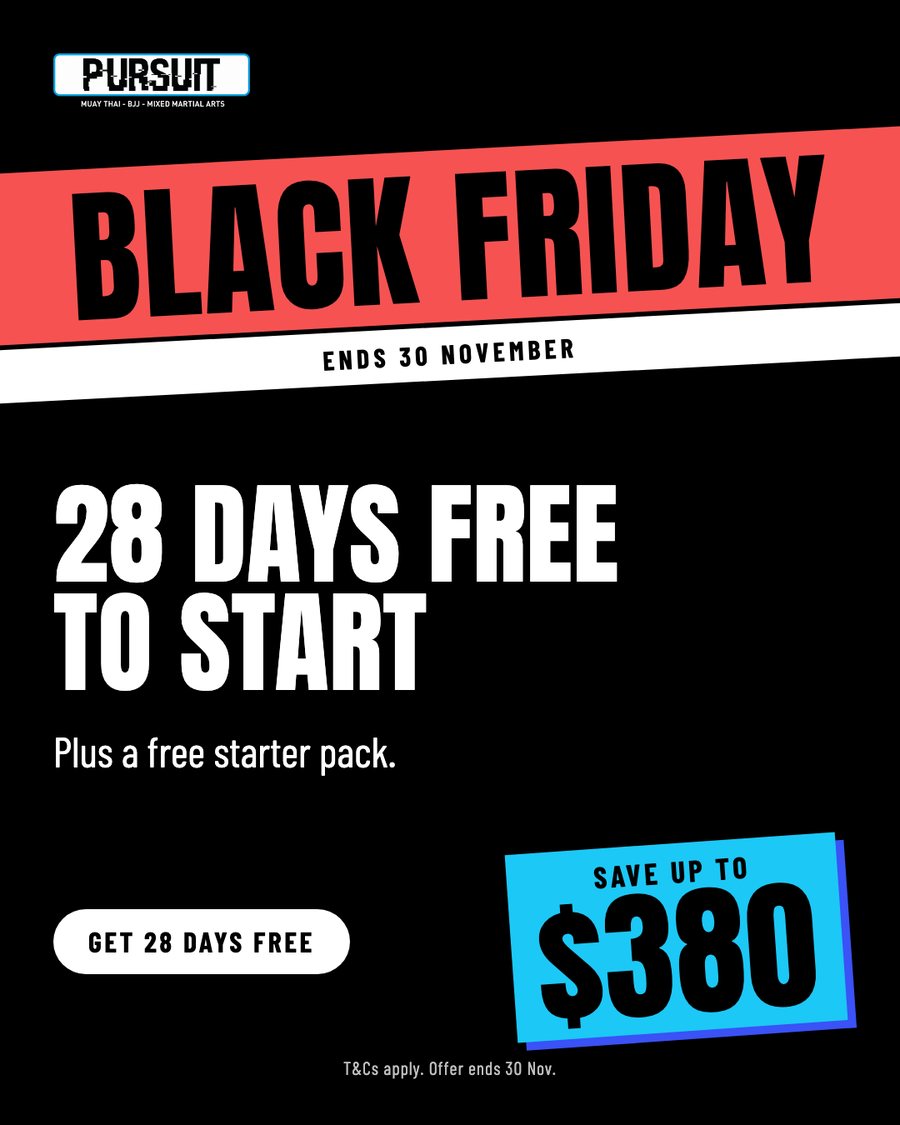 PURSUIT
MUAY THAI - BJJ - MIXED MARTIAL ARTS
BLACK FRIDAY
ENDS 30 NOVEMBER
28 DAYS FREE
TO START
Plus a free starter pack.
SAVE UP TO
$380
GET 28 DAYS FREE
T&Cs apply. Offer ends 30 Nov.